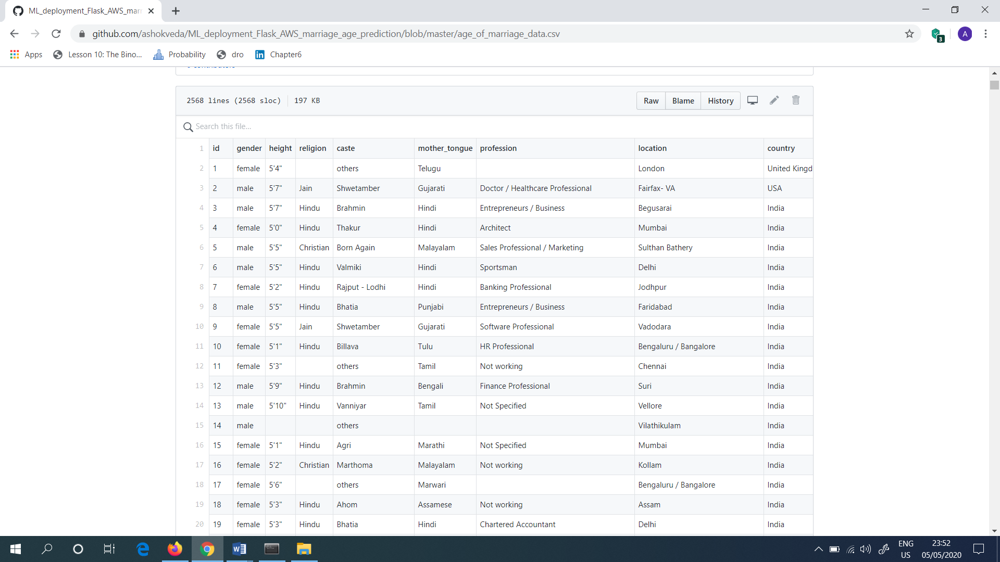 ML_deployment_Flask_AWS_mar
github.com/ashokveda/ML_deployment_Flask_AWS_marriage_age_prediction/blob/master/age_of_marriage_data.csv
3
A
Apps Lesson 10: The Bino... Probability dro Chapter6
2568 lines (2568 sloc) 197 KB Raw Blame History
Search this file...
1 id gender height religion caste mother_tongue profession location country
2 1 female 5'4" others Telugu London United Kingd
3 2 male 5'7" Jain Shwetamber Gujarati Doctor / Healthcare Professional Fairfax- VA USA
4 3 male 5'7" Hindu Brahmin Hindi Entrepreneurs / Business Begusarai India
5 4 female 5'0" Hindu Thakur Hindi Architect Mumbai India
6 5 male 5'5" Christian Born Again Malayalam Sales Professional / Marketing Sulthan Bathery India
7 6 male 5'5" Hindu Valmiki Hindi Sportsman Delhi India
8 7 female 5'2" Hindu Rajput - Lodhi Hindi Banking Professional Jodhpur India
9 8 male 5'5" Hindu Bhatia Punjabi Entrepreneurs / Business Faridabad India
10 9 female 5'5" Jain Shwetamber Gujarati Software Professional Vadodara India
11 10 female 5'1" Hindu Billava Tulu HR Professional Bengaluru / Bangalore India
12 11 female 5'3" others Tamil Not working Chennai India
13 12 male 5'9" Hindu Brahmin Bengali Finance Professional Suri India
14 13 male 5'10" Hindu Vanniyar Tamil Not Specified Vellore India
15 14 male others Vilathikulam India
16 15 female 5'1" Hindu Agri Marathi Not Specified Mumbai India
17 16 female 5'2" Christian Marthoma Malayalam Not working Kollam India
18 17 female 5'6" others Marwari Bengaluru / Bangalore India
19 18 female 5'3" Hindu Ahom Assamese Not working Assam India
20 19 female 5'3" Hindu Bhatia Hindi Chartered Accountant Delhi India
ENG 23:52
US 05/05/2020